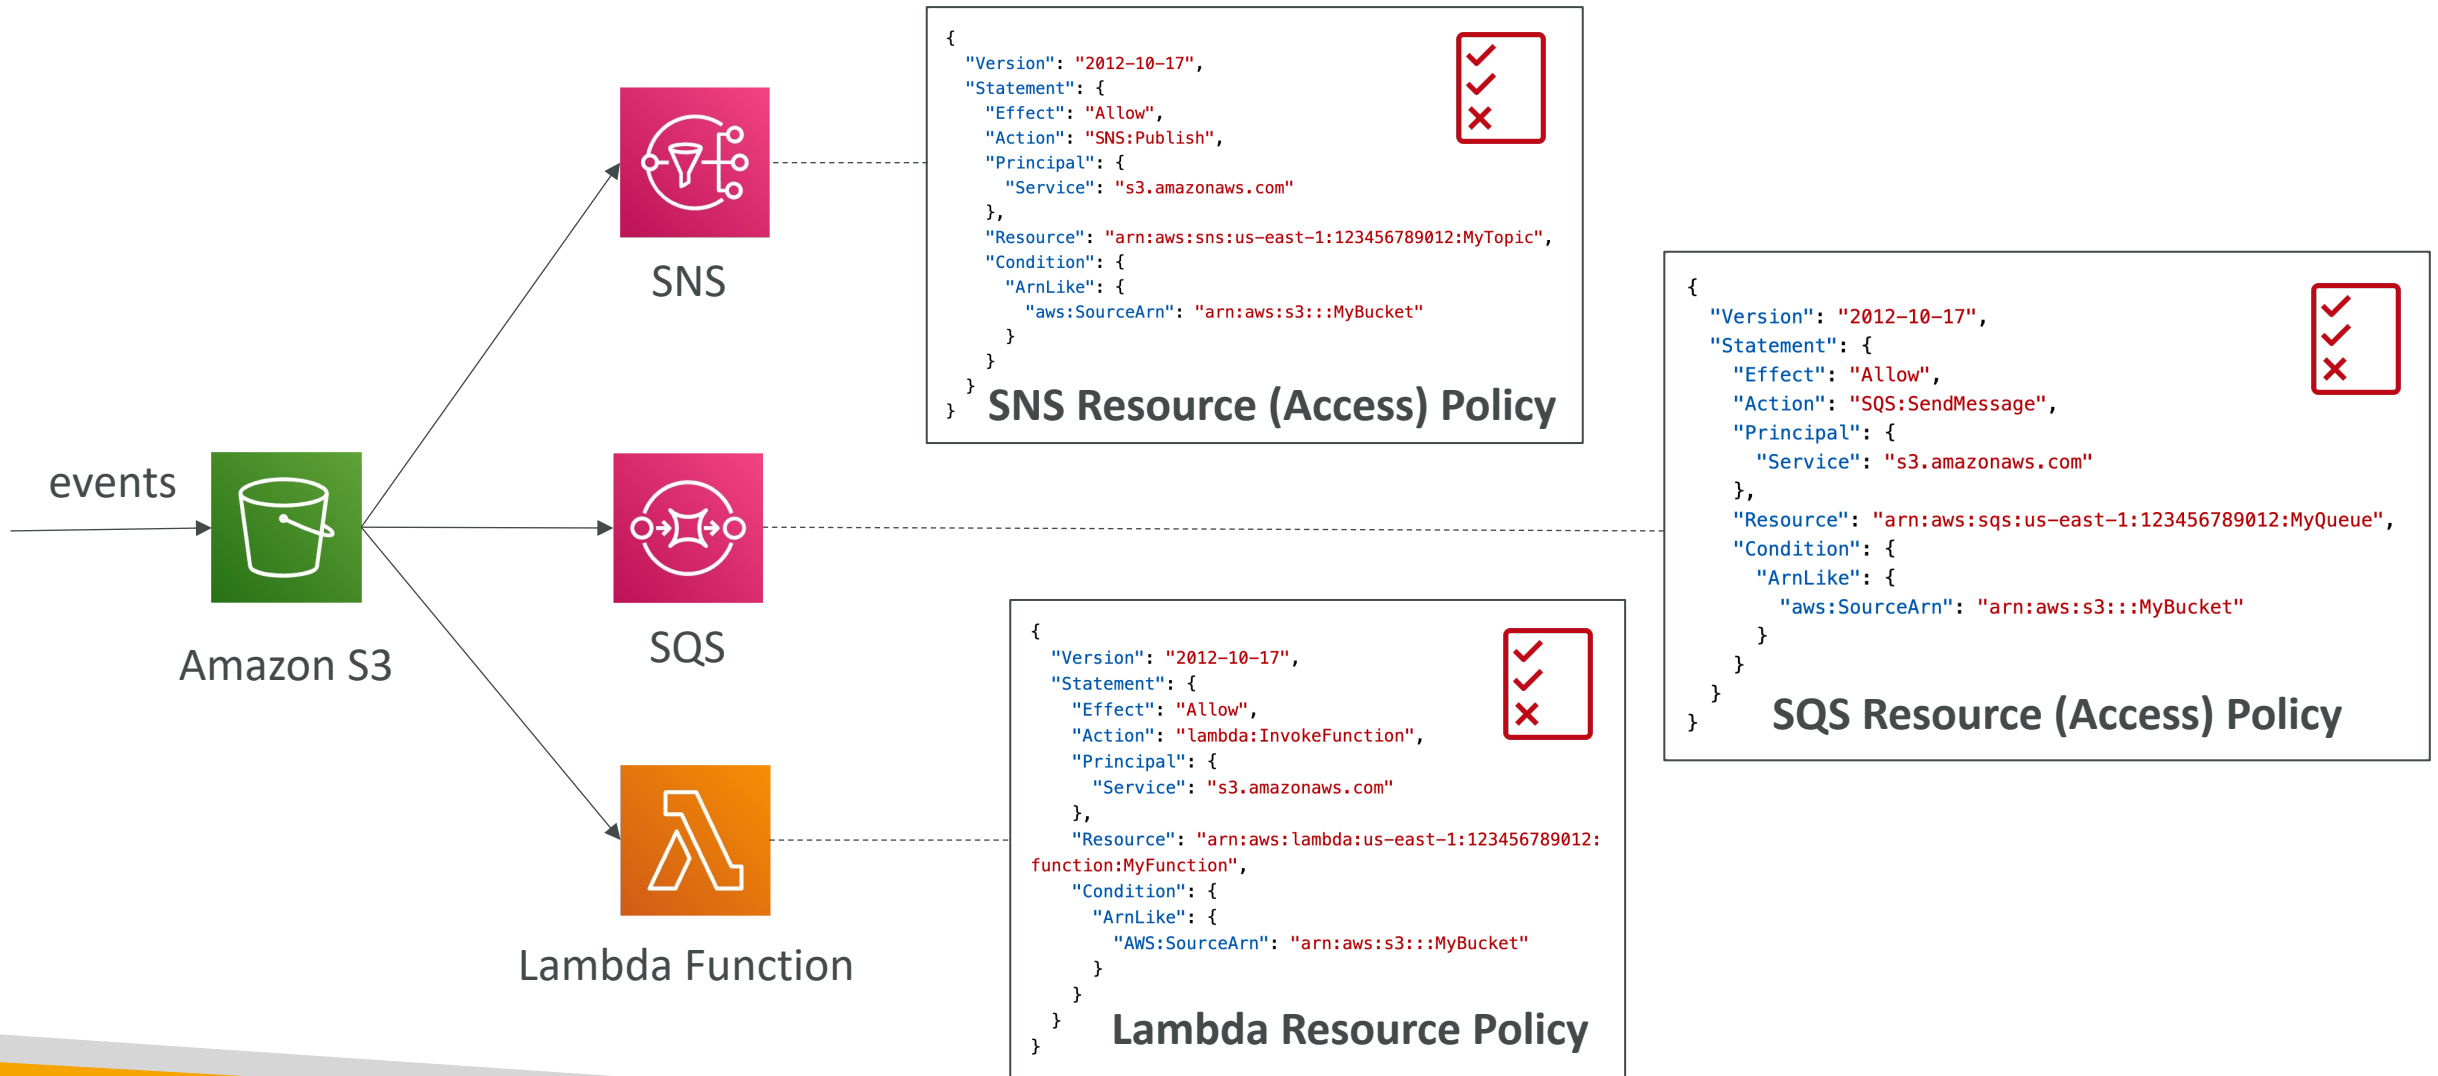 events
Amazon S3
SNS
SQS
Lambda Function
{
  "Version": "2012-10-17",
  "Statement": {
    "Effect": "Allow",
    "Action": "SNS:Publish",
    "Principal": {
      "Service": "s3.amazonaws.com"
    },
    "Resource": "arn:aws:sns:us-east-1:123456789012:MyTopic",
    "Condition": {
      "ArnLike": {
        "aws:SourceArn": "arn:aws:s3:::MyBucket"
      }
    }
  }
}
SNS Resource (Access) Policy
{
  "Version": "2012-10-17",
  "Statement": {
    "Effect": "Allow",
    "Action": "SQS:SendMessage",
    "Principal": {
      "Service": "s3.amazonaws.com"
    },
    "Resource": "arn:aws:sqs:us-east-1:123456789012:MyQueue",
    "Condition": {
      "ArnLike": {
        "aws:SourceArn": "arn:aws:s3:::MyBucket"
      }
    }
  }
}
SQS Resource (Access) Policy
{
  "Version": "2012-10-17",
  "Statement": {
    "Effect": "Allow",
    "Action": "lambda:InvokeFunction",
    "Principal": {
      "Service": "s3.amazonaws.com"
    },
    "Resource": "arn:aws:lambda:us-east-1:123456789012:
function:MyFunction",
    "Condition": {
      "ArnLike": {
        "AWS:SourceArn": "arn:aws:s3:::MyBucket"
      }
    }
  }
}
Lambda Resource Policy